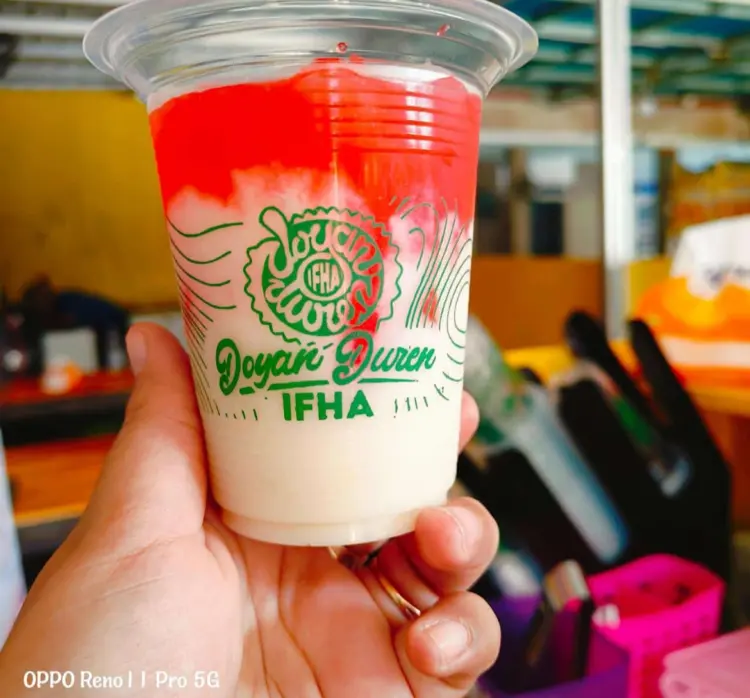 doyan
IFHA
duren
Doyan Duren
IFHA
OPPO Reno11 Pro 5G